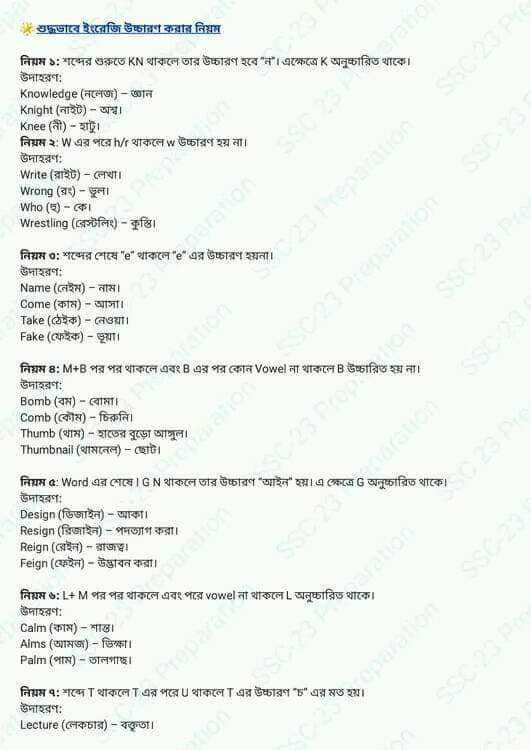 🌟 শুদ্ধভাবে ইংরেজি উচ্চারণ করার নিয়ম
নিয়ম ১: শব্দের শুরুতে KN থাকলে তার উচ্চারণ হবে “ন”। এক্ষেত্রে K অনুচ্চারিত থাকে।
উদাহরণ:
Knowledge (নলেজ) – জ্ঞান
Knight (নাইট) – অশ্ব।
Knee (নী) – হাটু।
নিয়ম ২: W এর পরে h/r থাকলে w উচ্চারণ হয় না।
উদাহরণ:
Write (রাইট) – লেখা।
Wrong (রং) – ভুল।
Who (হু) – কে।
Wrestling (রেস্টলিং) – কুস্তি।
নিয়ম ৩: শব্দের শেষে “e” থাকলে “e” এর উচ্চারণ হয়না।
উদাহরণ:
Name (নেইম) – নাম।
Come (কাম) – আসা।
Take (ঠেইক) – নেওয়া।
Fake (ফেইক) – ভূয়া।
নিয়ম ৪: M+B পর পর থাকলে এবং B এর পর কোন Vowel না থাকলে B উচ্চারিত হয় না।
উদাহরণ:
Bomb (বম) – বোমা।
Comb (কৌম) – চিরুনি।
Thumb (থাম) – হাতের বুড়ো আঙ্গুল।
Thumbnail (থামনেল) – ছোট।
নিয়ম ৫: Word এর শেষে I G N থাকলে তার উচ্চারণ “আইন” হয়। এ ক্ষেত্রে G অনুচ্চারিত থাকে।
উদাহরণ:
Design (ডিজাইন) – আকা।
Resign (রিজাইন) – পদত্যাগ করা।
Reign (রেইন) – রাজত্ব।
Feign (ফেইন) – উদ্ভাবন করা।
নিয়ম ৬: L+ M পর পর থাকলে এবং পরে vowel না থাকলে L অনুচ্চারিত থাকে।
উদাহরণ:
Calm (কাম) – শান্ত।
Alms (আমজ) – ভিক্ষা।
Palm (পাম) – তালগাছ।
নিয়ম ৭: শব্দে T থাকলে T এর পরে U থাকলে T এর উচ্চারণ “চ” এর মত হয়।
উদাহরণ:
Lecture (লেকচার) – বক্তৃতা।
SSC-23 Preparation